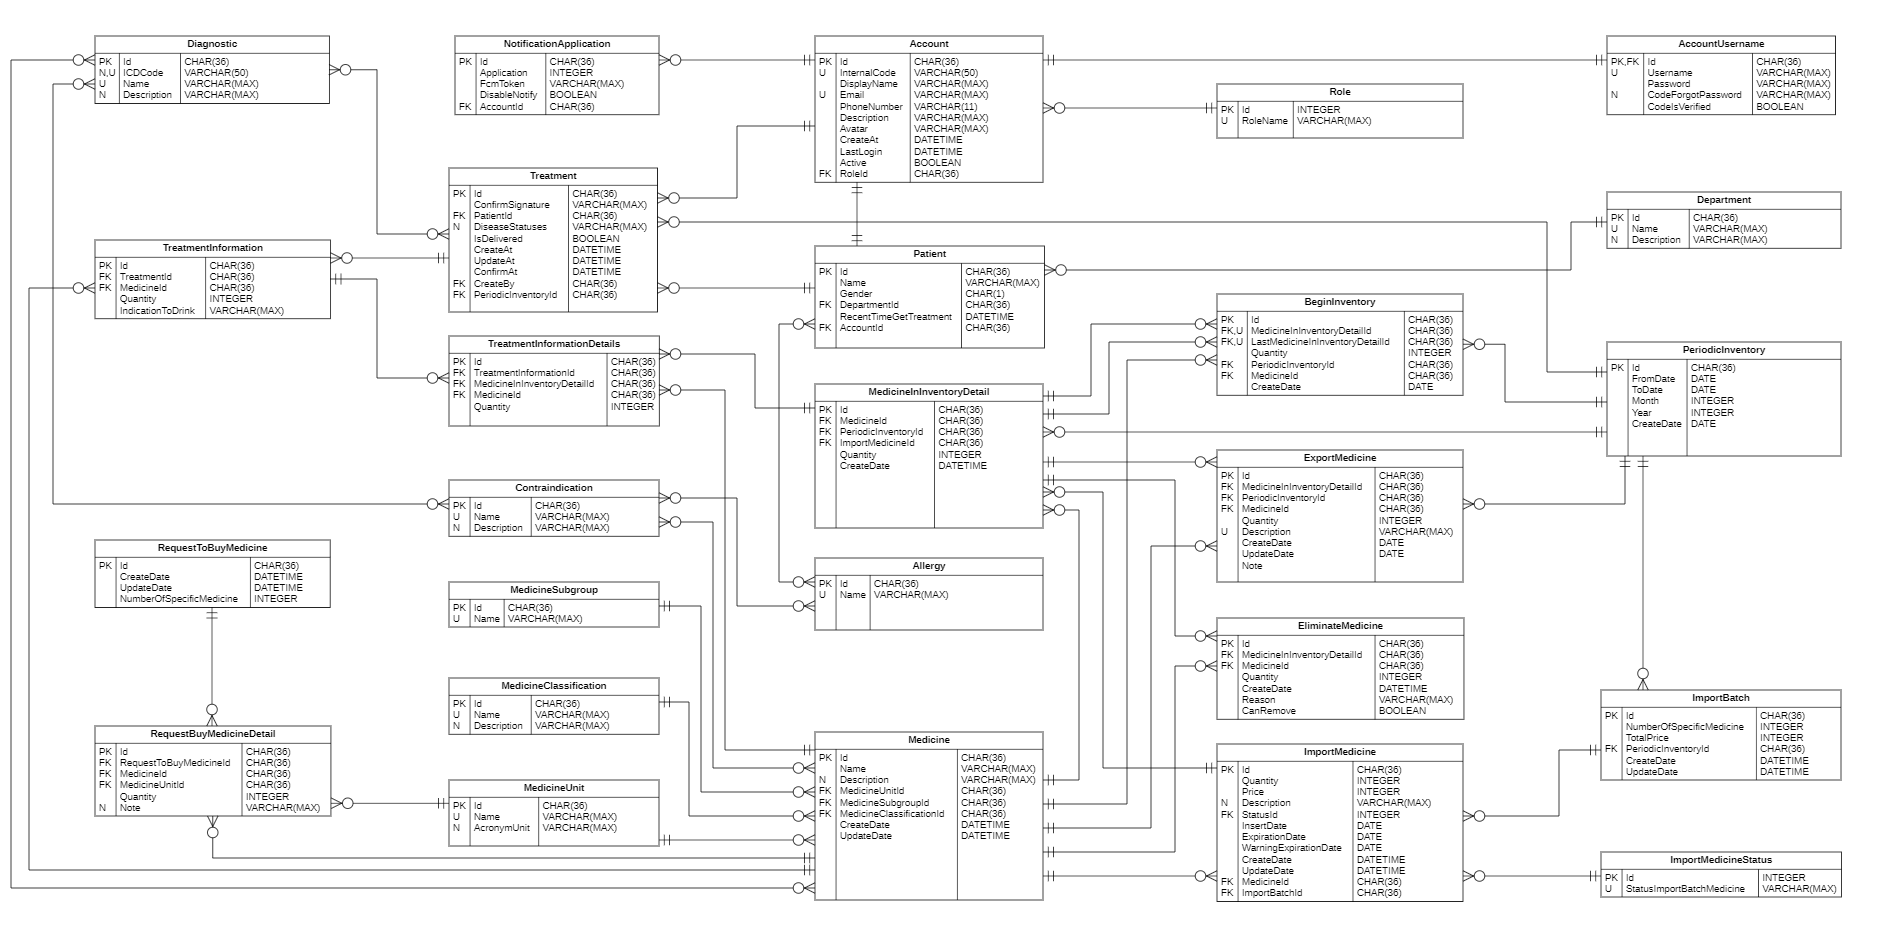 Diagnostic
PK Id CHAR(36)
N,U ICDCode VARCHAR(50)
U Name VARCHAR(MAX)
N Description VARCHAR(MAX)
NotificationApplication
PK Id CHAR(36)
Application INTEGER
FcmToken VARCHAR(MAX)
DisableNotify BOOLEAN
FK AccountId CHAR(36)
Account
PK Id CHAR(36)
U InternalCode VARCHAR(50)
DisplayName VARCHAR(MAX)
U Email VARCHAR(MAX)
PhoneNumber VARCHAR(11)
Description VARCHAR(MAX)
Avatar VARCHAR(MAX)
CreateAt DATETIME
LastLogin DATETIME
Active BOOLEAN
FK RoleId CHAR(36)
Role
PK Id INTEGER
U RoleName VARCHAR(MAX)
AccountUsername
PK,FK Id CHAR(36)
U Username VARCHAR(MAX)
Password VARCHAR(MAX)
N CodeForgotPassword VARCHAR(MAX)
CodeIsVerified BOOLEAN
Treatment
PK Id CHAR(36)
ConfirmSignature VARCHAR(MAX)
FK PatientId CHAR(36)
N DiseaseStatuses VARCHAR(MAX)
IsDelivered BOOLEAN
CreateAt DATETIME
UpdateAt DATETIME
ConfirmAt DATETIME
FK CreateBy CHAR(36)
FK PeriodicInventoryId CHAR(36)
Department
PK Id CHAR(36)
U Name VARCHAR(MAX)
N Description VARCHAR(MAX)
TreatmentInformation
PK Id CHAR(36)
FK TreatmentId CHAR(36)
FK MedicineId CHAR(36)
Quantity INTEGER
IndicationToDrink VARCHAR(MAX)
Patient
PK Id CHAR(36)
Name VARCHAR(MAX)
Gender CHAR(1)
FK DepartmentId CHAR(36)
RecentTimeGetTreatment DATETIME
FK AccountId CHAR(36)
BeginInventory
PK Id CHAR(36)
FK,U MedicineInInventoryDetailId CHAR(36)
FK,U LastMedicineInInventoryDetailId CHAR(36)
Quantity INTEGER
FK PeriodicInventoryId CHAR(36)
FK MedicineId CHAR(36)
CreateDate DATE
TreatmentInformationDetails
PK Id CHAR(36)
FK TreatmentInformationId CHAR(36)
FK MedicineInInventoryDetailId CHAR(36)
FK MedicineId CHAR(36)
Quantity INTEGER
PeriodicInventory
PK Id CHAR(36)
FromDate DATE
ToDate DATE
Month INTEGER
Year INTEGER
CreateDate DATE
MedicineInInventoryDetail
PK Id CHAR(36)
FK MedicineId CHAR(36)
FK PeriodicInventoryId CHAR(36)
FK ImportMedicineId CHAR(36)
Quantity INTEGER
CreateDate DATETIME
ExportMedicine
PK Id CHAR(36)
FK MedicineInInventoryDetailId CHAR(36)
FK PeriodicInventoryId CHAR(36)
FK MedicineId CHAR(36)
Quantity INTEGER
U Description VARCHAR(MAX)
CreateDate DATE
UpdateDate DATE
Note
Contraindication
PK Id CHAR(36)
U Name VARCHAR(MAX)
N Description VARCHAR(MAX)
RequestToBuyMedicine
PK Id CHAR(36)
CreateDate DATETIME
UpdateDate DATETIME
NumberOfSpecificMedicine INTEGER
Allergy
PK Id CHAR(36)
U Name VARCHAR(MAX)
MedicineSubgroup
PK Id CHAR(36)
U Name VARCHAR(MAX)
EliminateMedicine
PK Id CHAR(36)
FK MedicineInInventoryDetailId CHAR(36)
FK MedicineId CHAR(36)
Quantity INTEGER
CreateDate DATETIME
Reason VARCHAR(MAX)
CanRemove BOOLEAN
MedicineClassification
PK Id CHAR(36)
U Name VARCHAR(MAX)
N Description VARCHAR(MAX)
ImportBatch
PK Id CHAR(36)
NumberOfSpecificMedicine INTEGER
TotalPrice INTEGER
FK PeriodicInventoryId CHAR(36)
CreateDate DATETIME
UpdateDate DATETIME
RequestBuyMedicineDetail
PK Id CHAR(36)
FK RequestToBuyMedicineId CHAR(36)
FK MedicineId CHAR(36)
FK MedicineUnitId CHAR(36)
Quantity INTEGER
N Note VARCHAR(MAX)
Medicine
PK Id CHAR(36)
Name VARCHAR(MAX)
N Description VARCHAR(MAX)
FK MedicineUnitId CHAR(36)
FK MedicineSubgroupId CHAR(36)
FK MedicineClassificationId CHAR(36)
CreateDate DATETIME
UpdateDate DATETIME
ImportMedicine
PK Id CHAR(36)
Quantity INTEGER
Price INTEGER
N Description VARCHAR(MAX)
FK StatusId INTEGER
InsertDate DATE
ExpirationDate DATE
WarningExpirationDate DATE
CreateDate DATETIME
UpdateDate DATETIME
FK MedicineId CHAR(36)
FK ImportBatchId CHAR(36)
MedicineUnit
PK Id CHAR(36)
U Name VARCHAR(MAX)
N AcronymUnit VARCHAR(MAX)
ImportMedicineStatus
PK Id INTEGER
U StatusImportBatchMedicine VARCHAR(MAX)